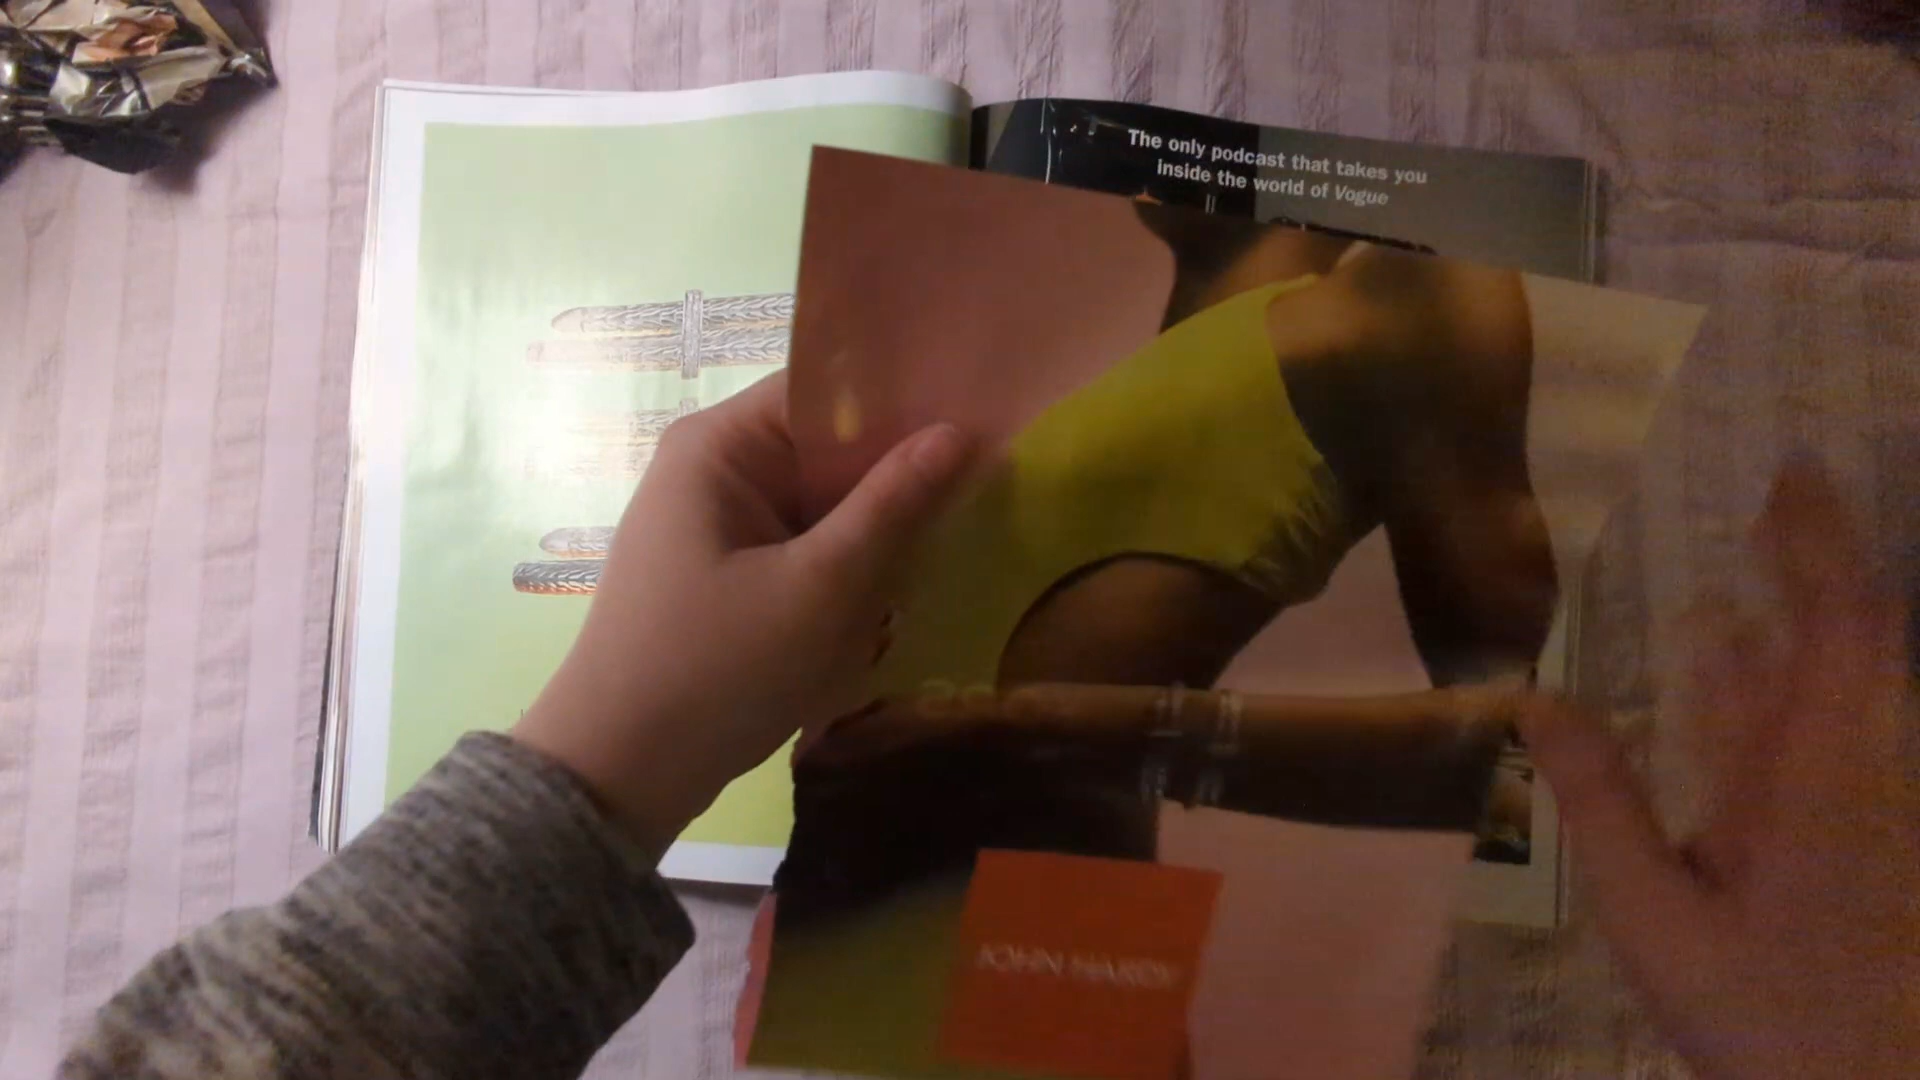 The only podcast that takes you
inside the world of Vogue
JOHN HARDY